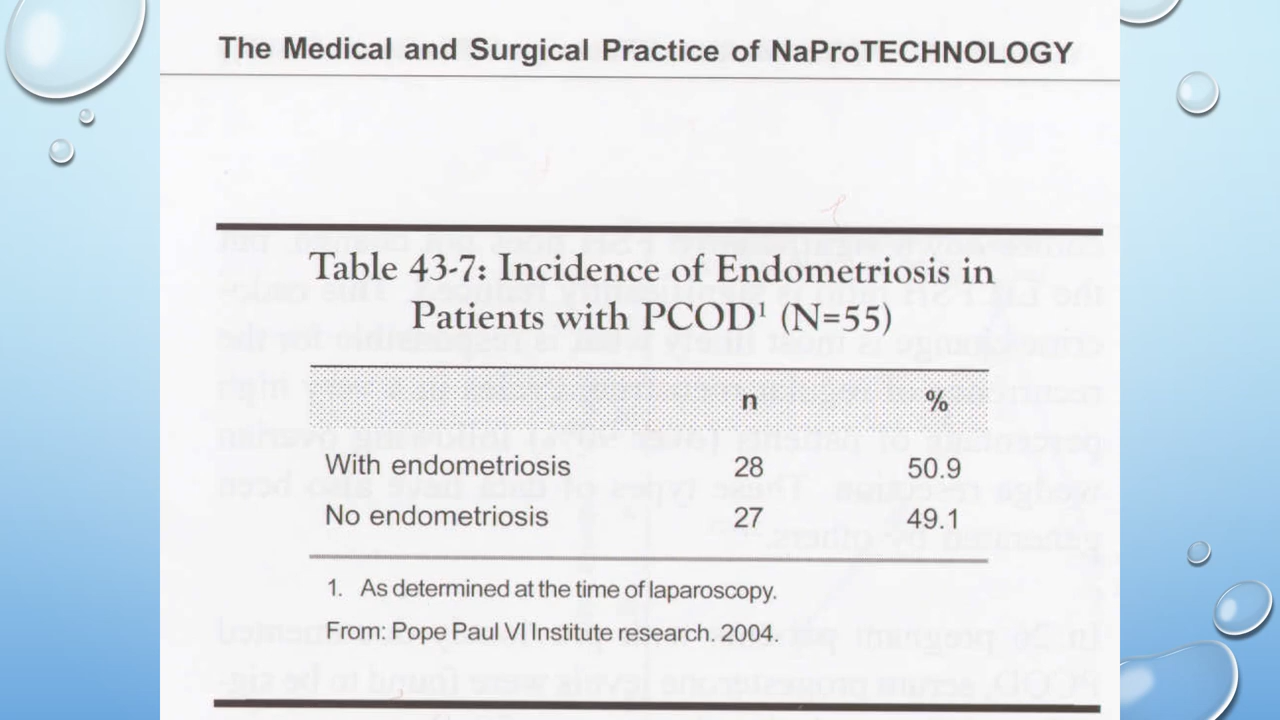 The Medical and Surgical Practice of NaProTECHNOLOGY
Table 43-7: Incidence of Endometriosis in
Patients with PCOD¹ (N=55)
n %
With endometriosis 28 50.9
No endometriosis 27 49.1
1. As determined at the time of laparoscopy.
From: Pope Paul VI Institute research. 2004.